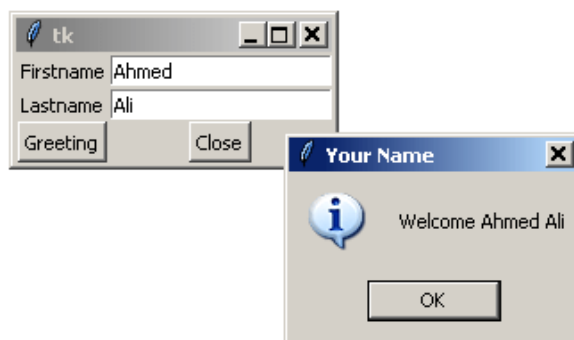 tk
Firstname Ahmed
Lastname Ali
Greeting Close
Your Name
Welcome Ahmed Ali
OK